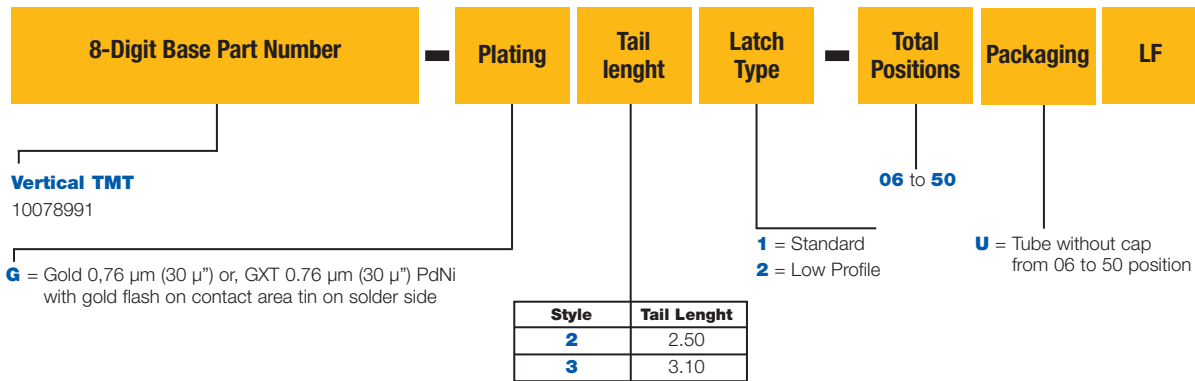 8-Digit Base Part Number
-
Plating
Tail
lenght
Latch
Type
-
Total
Positions
Packaging
LF
Vertical TMT
10078991
06 to 50
G = Gold 0,76 µm (30 µ”) or, GXT 0.76 µm (30 µ”) PdNi
with gold flash on contact area tin on solder side
1 = Standard
2 = Low Profile
U = Tube without cap
from 06 to 50 position
Style Tail Lenght
2 2.50
3 3.10